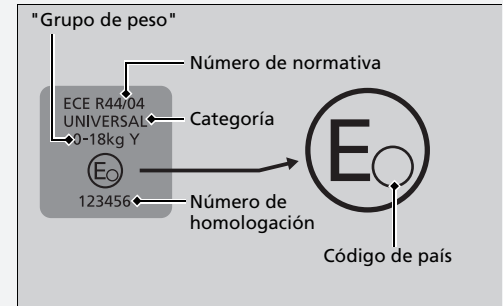 "Grupo de peso"
Número de normativa
ECE R44/04
UNIVERSAL
Categoría
0-18kg Y
E
E
123456
Número de
homologación
Código de país